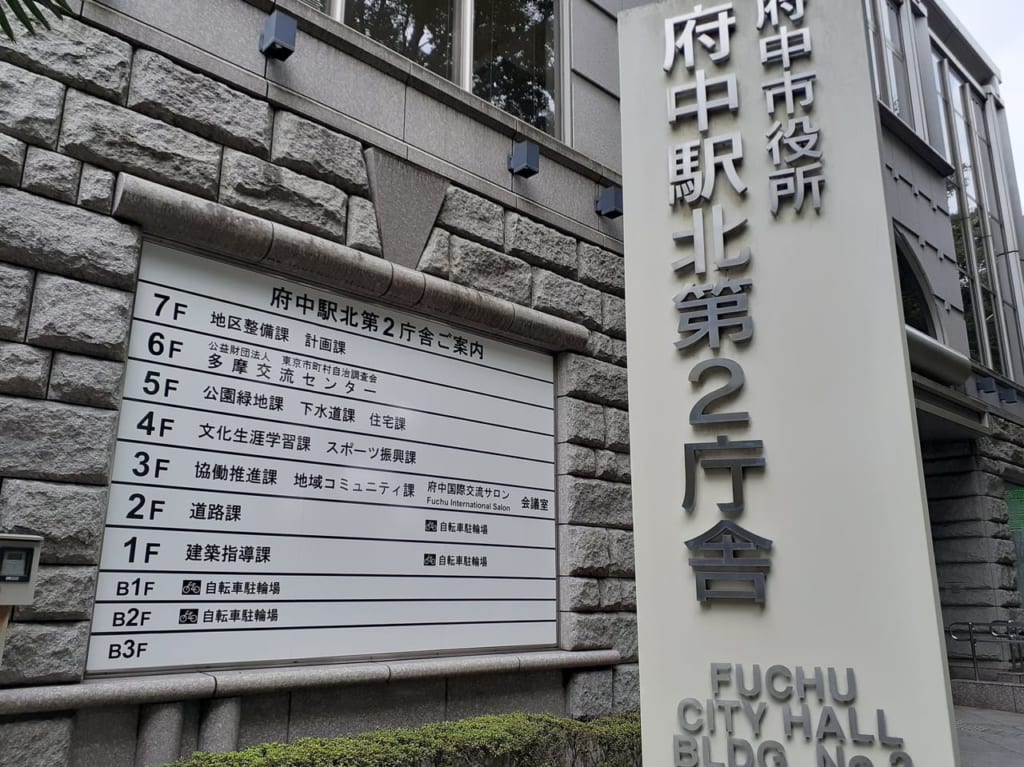 府中駅北第2庁舎ご案内
7F 地区整備課 計画課
6F 公益財団法人 東京市町村自治調査会
多摩交流センター
5F 公園緑地課 下水道課 住宅課
4F 文化生涯学習課 スポーツ振興課
3F 協働推進課 地域コミュニティ課 府中国際交流サロン 会議室
Fuchu International Salon
2F 道路課 自転車駐輪場
1F 建築指導課 自転車駐輪場
B1F 自転車駐輪場
B2F 自転車駐輪場
B3F
府中市役所
府中駅北第2庁舎
FUCHU
CITY HALL
BLDG. No.2